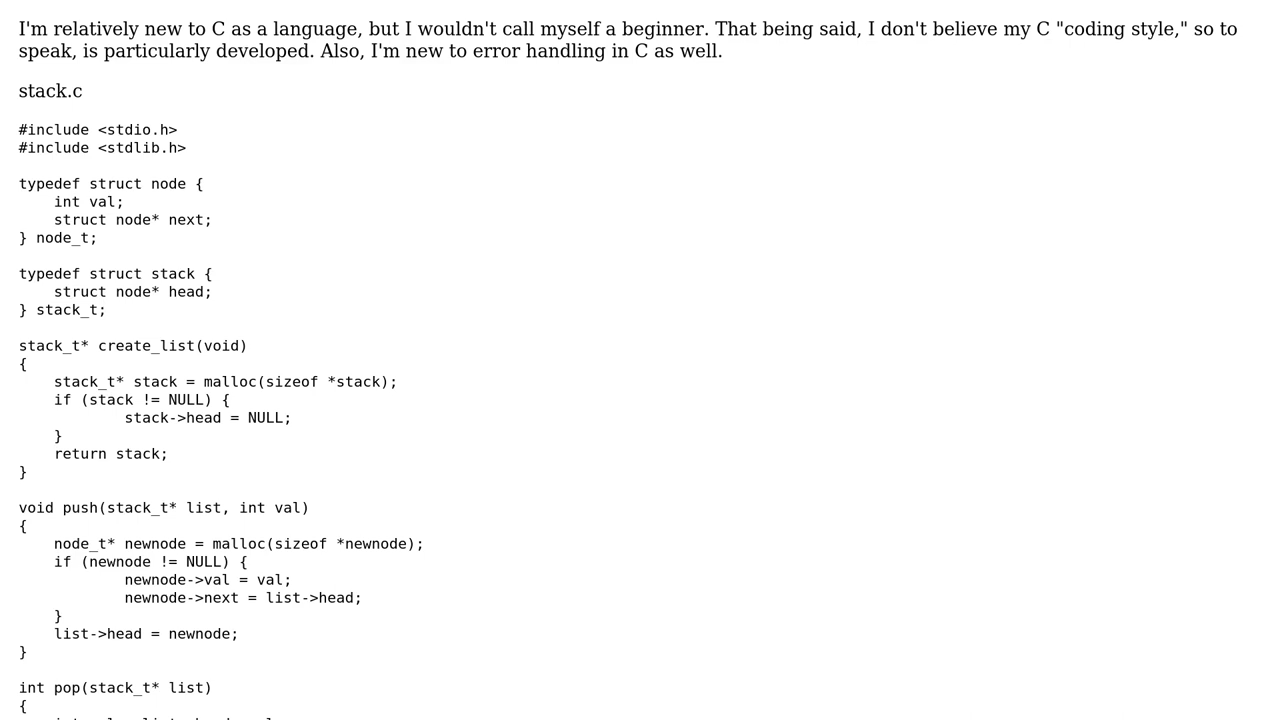 I'm relatively new to C as a language, but I wouldn't call myself a beginner. That being said, I don't believe my C "coding style," so to
speak, is particularly developed. Also, I'm new to error handling in C as well.
stack.c
#include <stdio.h>
#include <stdlib.h>
typedef struct node {
    int val;
    struct node* next;
} node_t;
typedef struct stack {
    struct node* head;
} stack_t;
stack_t* create_list(void)
{
    stack_t* stack = malloc(sizeof *stack);
    if (stack != NULL) {
            stack->head = NULL;
    }
    return stack;
}
void push(stack_t* list, int val)
{
    node_t* newnode = malloc(sizeof *newnode);
    if (newnode != NULL) {
            newnode->val = val;
            newnode->next = list->head;
    }
    list->head = newnode;
}
int pop(stack_t* list)
{